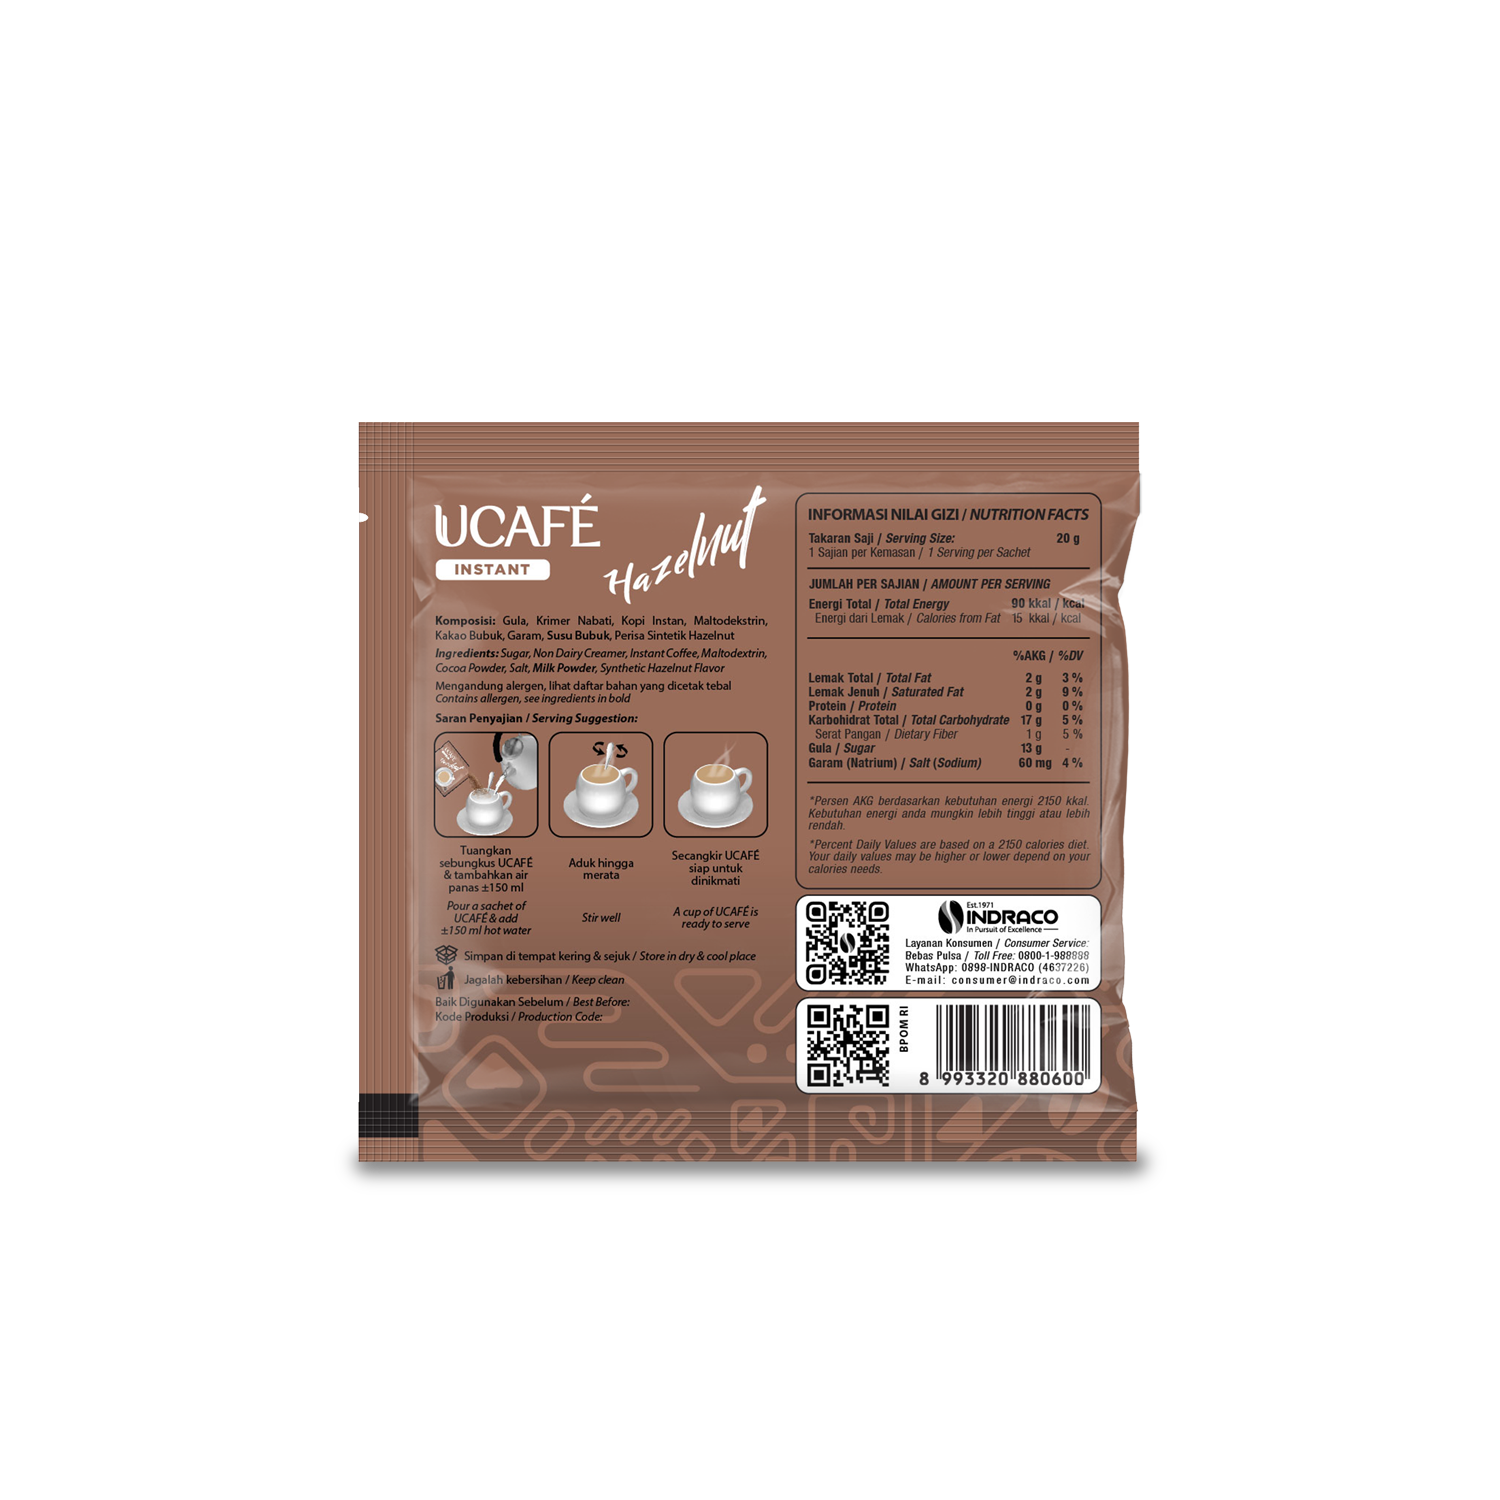 UCAFÉ
INSTANT
Hazelnut
Komposisi: Gula, Krimer Nabati, Kopi Instan, Maltodekstrin,
Kakao Bubuk, Garam, Susu Bubuk, Perisa Sintetik Hazelnut
Ingredients: Sugar, Non Dairy Creamer, Instant Coffee, Maltodextrin,
Cocoa Powder, Salt, Milk Powder, Synthetic Hazelnut Flavor
Mengandung alergen, lihat daftar bahan yang dicetak tebal
Contains allergen, see ingredients in bold
Saran Penyajian / Serving Suggestion:
Tuangkan
sebungkus UCAFÉ
& tambahkan air
panas ±150 ml
Pour a sachet of
UCAFÉ & add
±150 ml hot water
Aduk hingga
merata
Stir well
Secangkir UCAFÉ
siap untuk
dinikmati
A cup of UCAFÉ is
ready to serve
Simpan di tempat kering & sejuk / Store in dry & cool place
Jagalah kebersihan / Keep clean
Baik Digunakan Sebelum / Best Before:
Kode Produksi / Production Code:
INFORMASI NILAI GIZI / NUTRITION FACTS
Takaran Saji / Serving Size: 20 g
1 Sajian per Kemasan / 1 Serving per Sachet
JUMLAH PER SAJIAN / AMOUNT PER SERVING
Energi Total / Total Energy 90 kkal / kcal
Energi dari Lemak / Calories from Fat 15 kkal / kcal
%AKG / %DV
Lemak Total / Total Fat 2 g 3 %
Lemak Jenuh / Saturated Fat 2 g 9 %
Protein / Protein 0 g 0 %
Karbohidrat Total / Total Carbohydrate 17 g 5 %
Serat Pangan / Dietary Fiber 1 g 5 %
Gula / Sugar 13 g -
Garam (Natrium) / Salt (Sodium) 60 mg 4 %
*Persen AKG berdasarkan kebutuhan energi 2150 kkal.
Kebutuhan energi anda mungkin lebih tinggi atau lebih
rendah.
*Percent Daily Values are based on a 2150 calories diet.
Your daily values may be higher or lower depend on your
calories needs.
Est.1971
INDRACO
In Pursuit of Excellence
Layanan Konsumen / Consumer Service:
Bebas Pulsa / Toll Free: 0800-1-988888
WhatsApp: 0898-INDRACO (4637226)
E-mail: consumer@indraco.com
BPOM RI
8 993320 880600